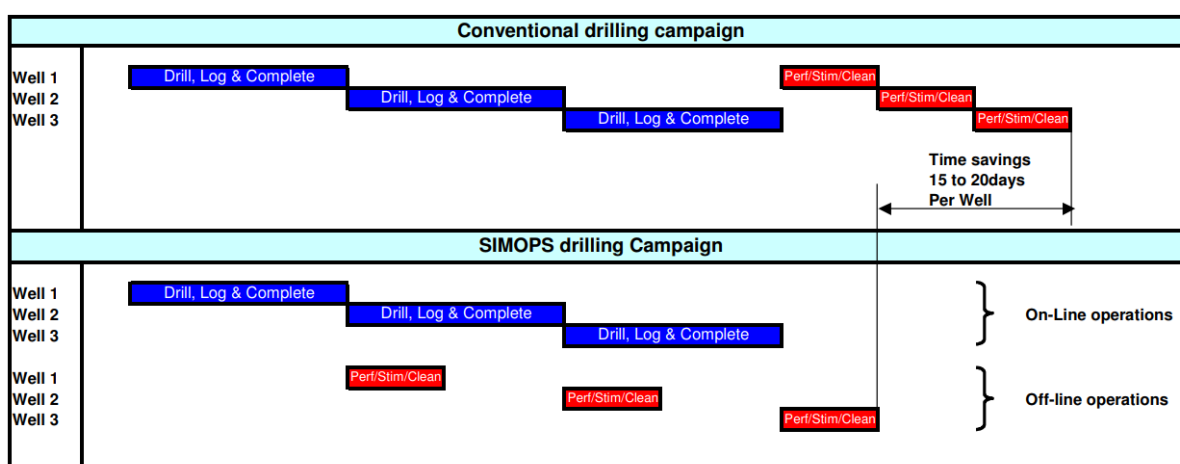 Conventional drilling campaign
Well 1 Drill, Log & Complete Perf/Stim/Clean
Well 2 Drill, Log & Complete Perf/Stim/Clean
Well 3 Drill, Log & Complete Perf/Stim/Clean
Time savings
15 to 20days
Per Well
SIMOPS drilling Campaign
Well 1 Drill, Log & Complete
Well 2 Drill, Log & Complete On-Line operations
Well 3 Drill, Log & Complete
Well 1 Perf/Stim/Clean
Well 2 Perf/Stim/Clean Off-line operations
Well 3 Perf/Stim/Clean